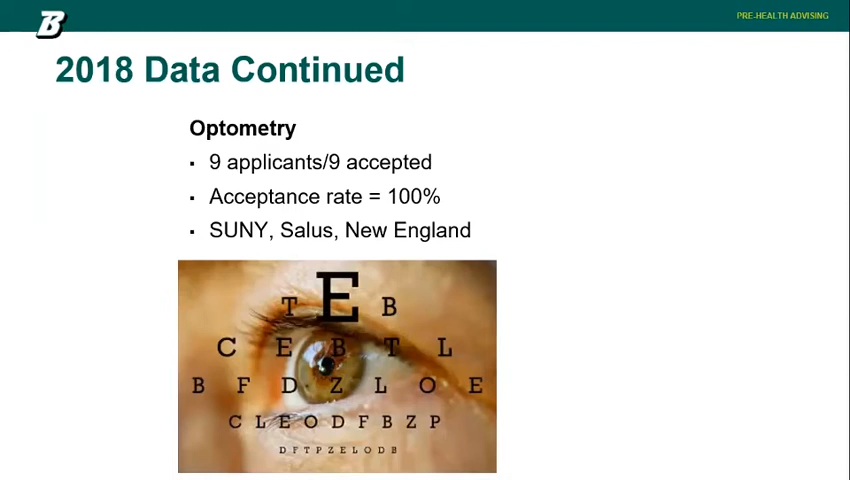 B
PRE-HEALTH ADVISING
2018 Data Continued
Optometry
▪ 9 applicants/9 accepted
▪ Acceptance rate = 100%
▪ SUNY, Salus, New England
E
T B
C E B T L
B F D Z L O E
C L E O D F B Z P
D F T P Z E L O D B